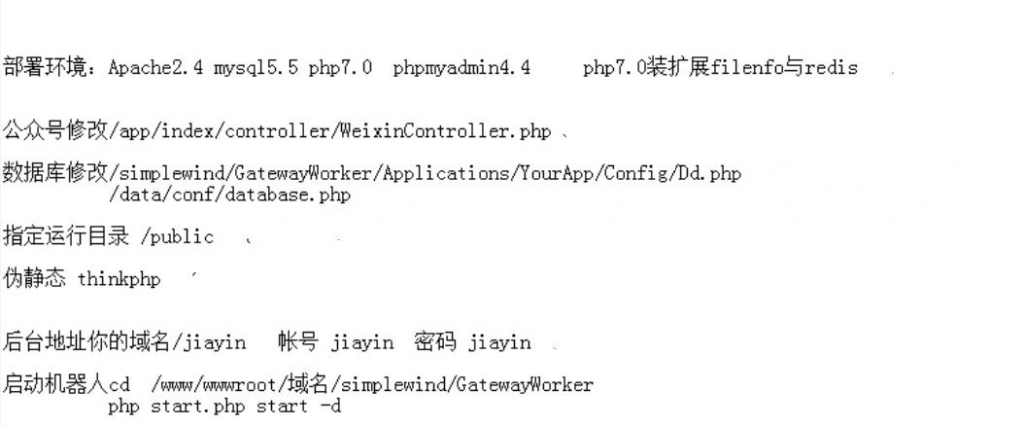 部署环境：Apache2.4 mysql5.5 php7.0 phpmyadmin4.4 php7.0装扩展filenfo与redis
公众号修改/app/index/controller/WeixinController.php
数据库修改/simplewind/GatewayWorker/Applications/YourApp/Config/Dd.php
/data/conf/database.php
指定运行目录 /public
伪静态 thinkphp
后台地址你的域名/jiayin 帐号 jiayin 密码 jiayin
启动机器人cd /www/wwwroot/域名/simplewind/GatewayWorker
php start.php start -d